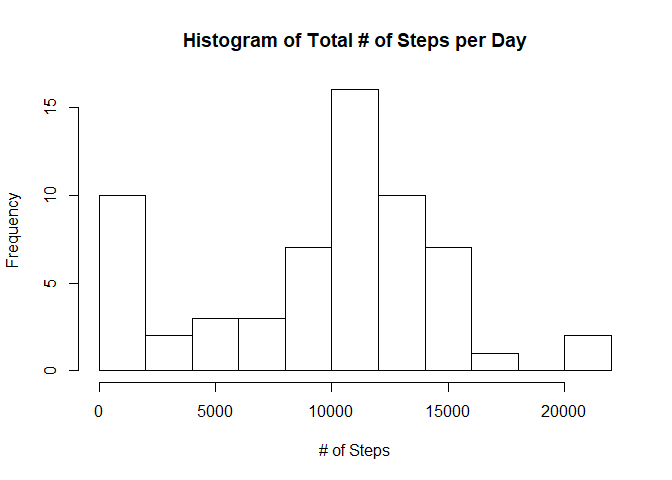 Histogram of Total # of Steps per Day
Frequency
15
10
5
0
0 5000 10000 15000 20000
# of Steps